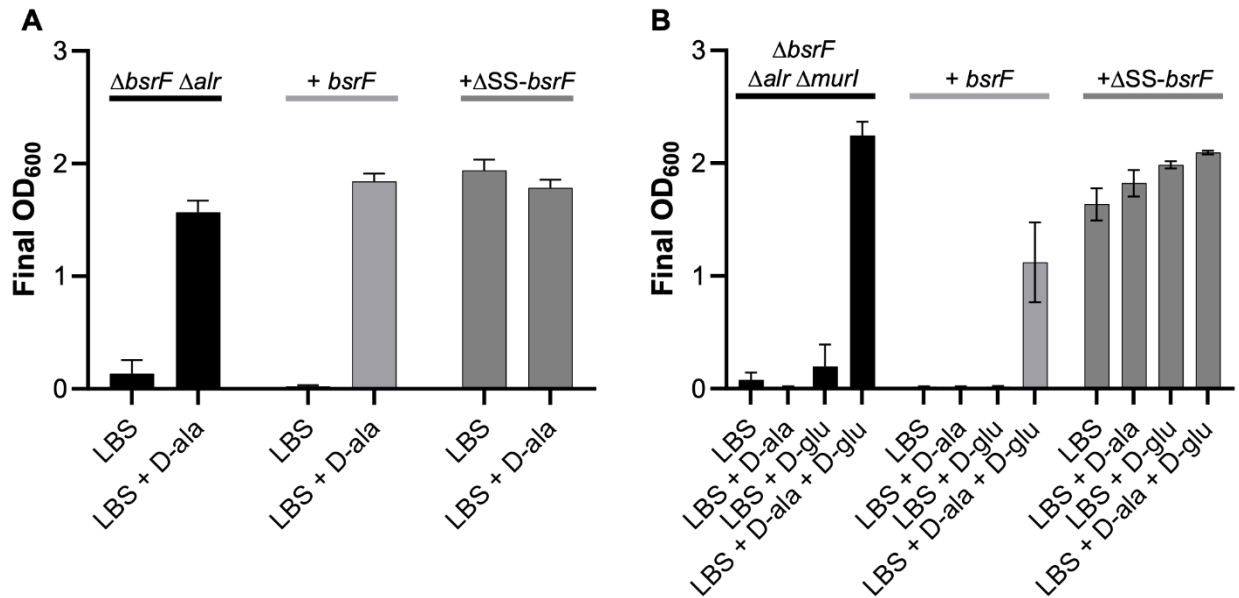 A
Final OD600
3
2
1
0
ΔbsrF Δalr
+ bsrF
+ΔSS-bsrF
LBS
LBS + D-ala
LBS
LBS + D-ala
LBS
LBS + D-ala
B
Final OD600
3
2
1
0
ΔbsrF
Δalr ΔmurI
+ bsrF
+ΔSS-bsrF
LBS
LBS + D-ala
LBS + D-glu
LBS + D-ala + D-glu
LBS
LBS + D-ala
LBS + D-glu
LBS + D-ala + D-glu
LBS
LBS + D-ala
LBS + D-glu
LBS + D-ala + D-glu